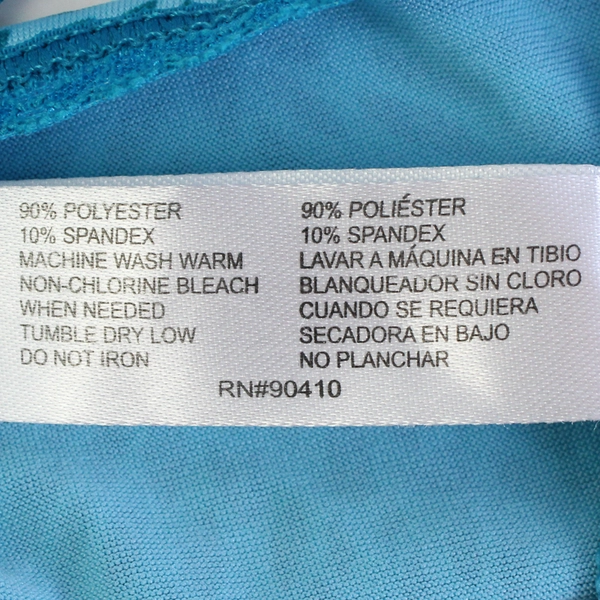 90% POLYESTER
10% SPANDEX
MACHINE WASH WARM
NON-CHLORINE BLEACH
WHEN NEEDED
TUMBLE DRY LOW
DO NOT IRON
90% POLIÉSTER
10% SPANDEX
LAVAR A MÁQUINA EN TIBIO
BLANQUEADOR SIN CLORO
CUANDO SE REQUIERA
SECADORA EN BAJO
NO PLANCHAR
RN#90410